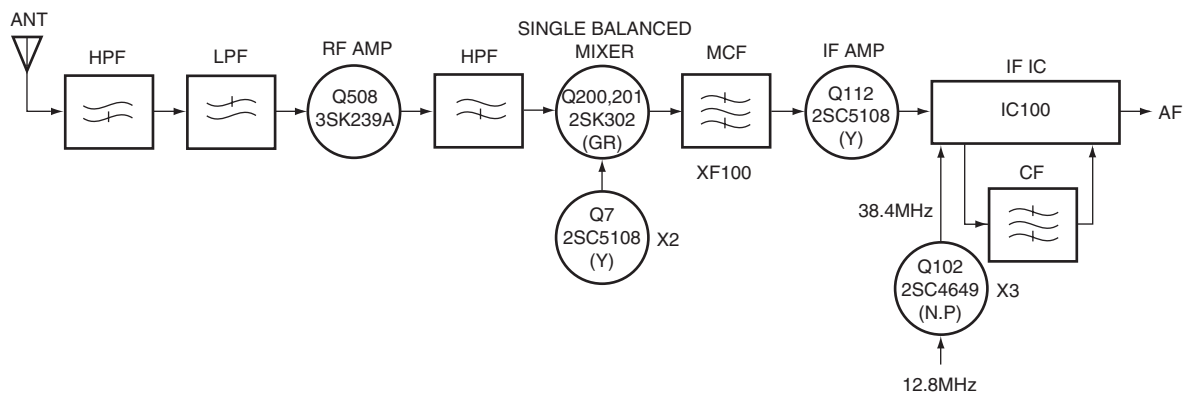 ANT
HPF
LPF
RF AMP
Q508
3SK239A
HPF
SINGLE BALANCED
MIXER
Q200,201
2SK302
(GR)
Q7
2SC5108
(Y)
X2
MCF
XF100
IF AMP
Q112
2SC5108
(Y)
IF IC
IC100
AF
CF
38.4MHz
Q102
2SC4649
(N.P)
X3
12.8MHz